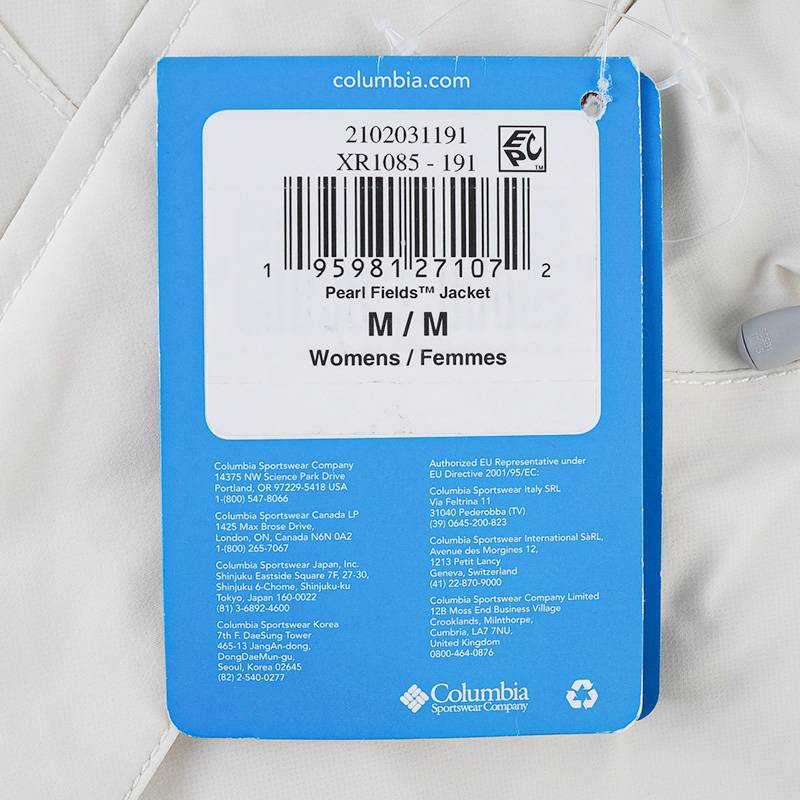 columbia.com
2102031191
XR1085 - 191
EPC™
1 95981 27107 2
Pearl Fields™ Jacket
M / M
Womens / Femmes
Columbia Sportswear Company
14375 NW Science Park Drive
Portland, OR 97229-5418 USA
1-(800) 547-8066
Columbia Sportswear Canada LP
1425 Max Brose Drive,
London, ON, Canada N6N 0A2
1-(800) 265-7067
Columbia Sportswear Japan, Inc.
Shinjuku Eastside Square 7F, 27-30,
Shinjuku 6-Chome, Shinjuku-ku
Tokyo, Japan 160-0022
(81) 3-6892-4600
Columbia Sportswear Korea
7th F. DaeSung Tower
465-13 JangAn-dong,
DongDaeMun-gu,
Seoul, Korea 02645
(82) 2-540-0277
Authorized EU Representative under
EU Directive 2001/95/EC:
Columbia Sportswear Italy SRL
Via Feltrina 11
31040 Pederobba (TV)
(39) 0645-200-823
Columbia Sportswear International SàRL,
Avenue des Morgines 12,
1213 Petit Lancy
Geneva, Switzerland
(41) 22-870-9000
Columbia Sportswear Company Limited
12B Moss End Business Village
Crooklands, Milnthorpe,
Cumbria, LA7 7NU,
United Kingdom
0800-464-0876
Columbia
Sportswear Company